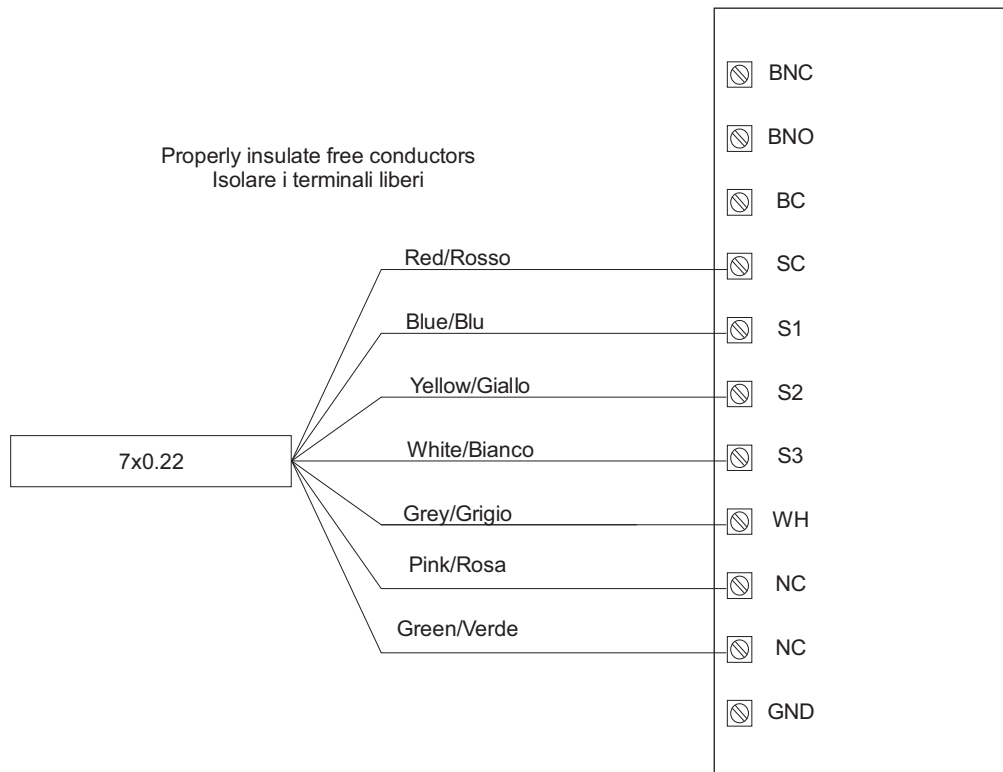 BNC
BNO
Properly insulate free conductors
Isolare i terminali liberi
BC
Red/Rosso
SC
Blue/Blu
S1
Yellow/Giallo
S2
White/Bianco
S3
7x0.22
Grey/Grigio
WH
Pink/Rosa
NC
Green/Verde
NC
GND